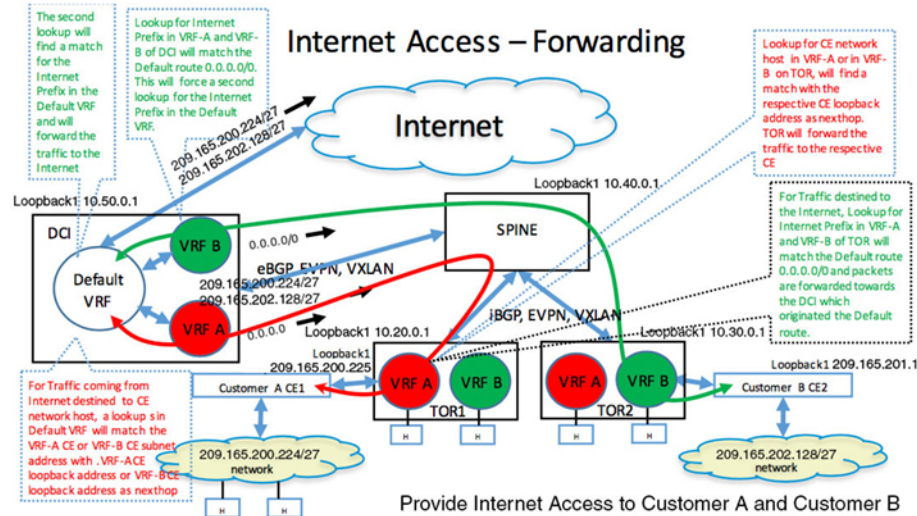 Internet Access – Forwarding
The second
lookup will
find a match
for the
Internet
Prefix in the
Default VRF
and will
forward the
traffic to the
Internet
Lookup for Internet
Prefix in VRF-A and VRF-
B of DCI will match the
Default route 0.0.0.0/0.
This will force a second
lookup for the Internet
Prefix in the Default
VRF.
209.165.200.224/27
209.165.202.128/27
Internet
Lookup for CE network
host in VRF-A or in VRF-
B on TOR, will find a
match with the
respective CE loopback
address as nexthop.
TOR will forward the
traffic to the respective
CE
Loopback1 10.50.0.1
DCI
Default
VRF
VRF B
VRF A
0.0.0.0/0
eBGP, EVPN, VXLAN
209.165.200.224/27
209.165.202.128/27
0.0.0.0
Loopback1 10.40.0.1
SPINE
iBGP, EVPN, VXLAN
For Traffic destined to
the Internet, Lookup for
Internet Prefix in VRF-A
and VRF-B of TOR will
match the Default route
0.0.0.0/0 and packets
are forwarded towards
the DCI which
originated the Default
route.
Loopback1 10.20.0.1
VRF A
VRF B
TOR1
H
H
10.30.0.1
VRF A
VRF B
TOR2
H
H
Loopback1
209.165.200.225
Customer A CE1
209.165.200.224/27
network
H
H
Loopback1 209.165.201.1
Customer B CE2
209.165.202.128/27
network
For Traffic coming from
Internet destined to CE
network host, a lookup s in
Default VRF will match the
VRF-A CE or VRF-B CE subnet
address with . VRF-A CE
loopback address or VRF-B CE
loopback address as nexthop
Provide Internet Access to Customer A and Customer B